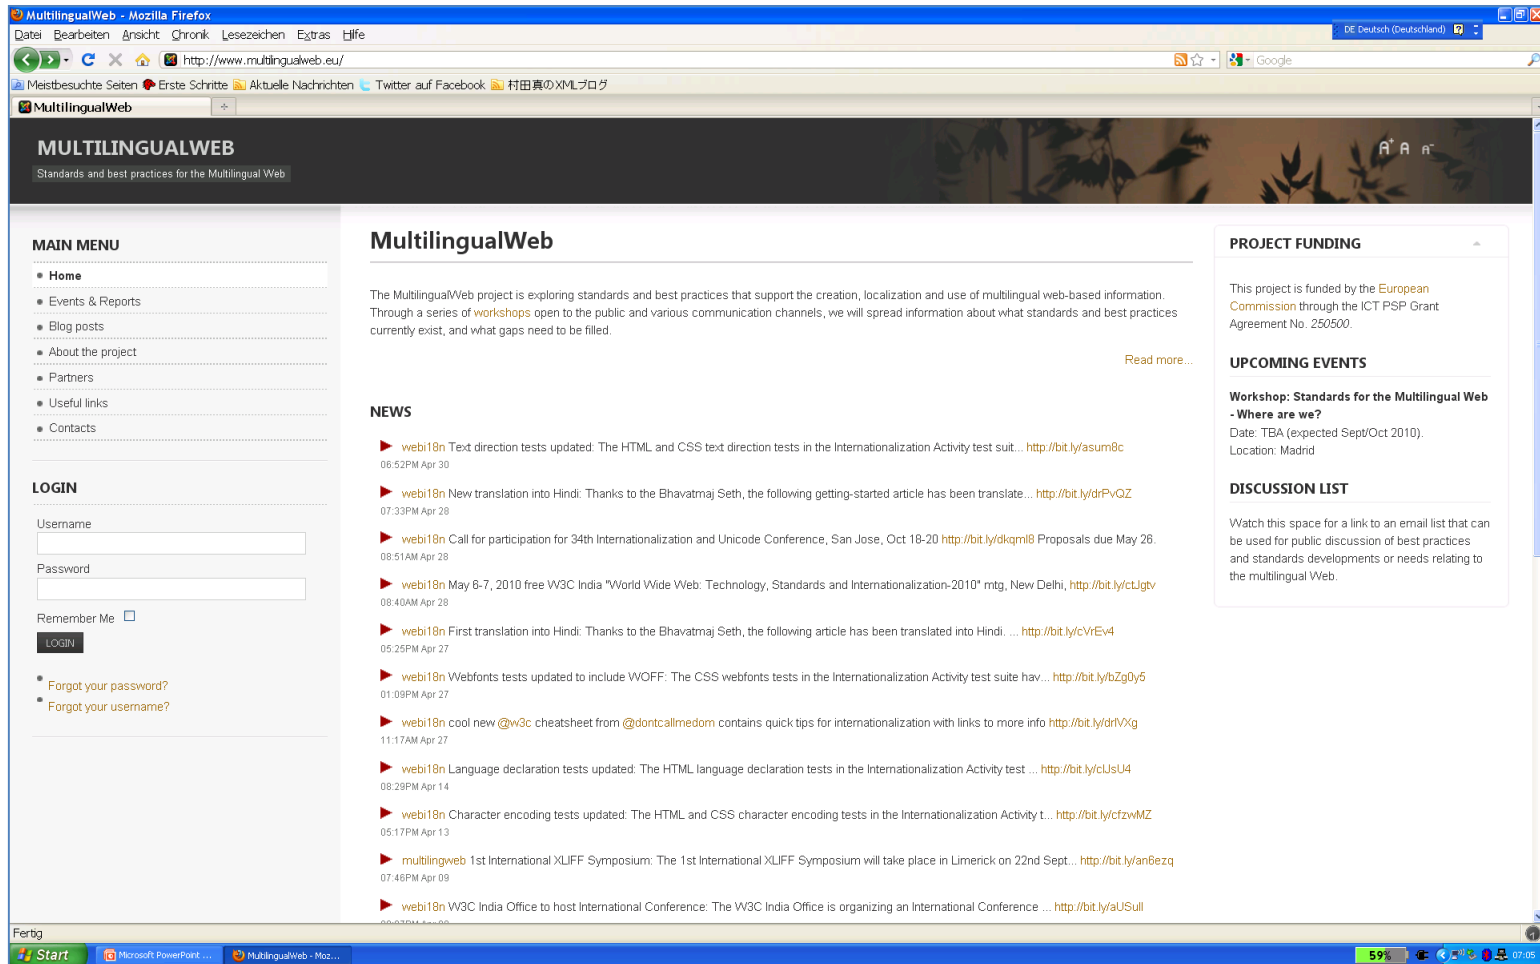 MultilingualWeb - Mozilla Firefox
Datei Bearbeiten Ansicht Chronik Lesezeichen Extras Hilfe
DE Deutsch (Deutschland)
http://www.multilingualweb.eu/
Google
Meistbesuchte Seiten Erste Schritte Aktuelle Nachrichten Twitter auf Facebook 村田真のXMLブログ
MultilingualWeb
MULTILINGUALWEB
Standards and best practices for the Multilingual Web
A+ A A-
MAIN MENU
Home
Events & Reports
Blog posts
About the project
Partners
Useful links
Contacts
LOGIN
Username
Password
Remember Me
LOGIN
Forgot your password?
Forgot your username?
MultilingualWeb
The MultilingualWeb project is exploring standards and best practices that support the creation, localization and use of multilingual web-based information.
Through a series of workshops open to the public and various communication channels, we will spread information about what standards and best practices
currently exist, and what gaps need to be filled.
Read more...
NEWS
webi18n Text direction tests updated: The HTML and CSS text direction tests in the Internationalization Activity test suit... http://bit.ly/asum8c
06:52PM Apr 30
webi18n New translation into Hindi: Thanks to the Bhavatmaj Seth, the following getting-started article has been translate... http://bit.ly/drPvQZ
07:33PM Apr 28
webi18n Call for participation for 34th Internationalization and Unicode Conference, San Jose, Oct 18-20 http://bit.ly/dkqml8 Proposals due May 26.
08:51AM Apr 28
webi18n May 6-7, 2010 free W3C India "World Wide Web: Technology, Standards and Internationalization-2010" mtg, New Delhi, http://bit.ly/ctJgtv
08:40AM Apr 28
webi18n First translation into Hindi: Thanks to the Bhavatmaj Seth, the following article has been translated into Hindi. ... http://bit.ly/cVrEv4
05:25PM Apr 27
webi18n Webfonts tests updated to include WOFF: The CSS webfonts tests in the Internationalization Activity test suite hav... http://bit.ly/bZg0y5
01:09PM Apr 27
webi18n cool new @w3c cheatsheet from @dontcallmedom contains quick tips for internationalization with links to more info http://bit.ly/drIVXg
11:17AM Apr 27
webi18n Language declaration tests updated: The HTML language declaration tests in the Internationalization Activity test ... http://bit.ly/clJsU4
08:29PM Apr 14
webi18n Character encoding tests updated: The HTML and CSS character encoding tests in the Internationalization Activity t... http://bit.ly/cfzwMZ
05:17PM Apr 13
multilingweb 1st International XLIFF Symposium: The 1st International XLIFF Symposium will take place in Limerick on 22nd Sept... http://bit.ly/an6ezq
07:46PM Apr 09
webi18n W3C India Office to host International Conference: The W3C India Office is organizing an International Conference ... http://bit.ly/aUSull
PROJECT FUNDING
This project is funded by the European
Commission through the ICT PSP Grant
Agreement No. 250500.
UPCOMING EVENTS
Workshop: Standards for the Multilingual Web
- Where are we?
Date: TBA (expected Sept/Oct 2010).
Location: Madrid
DISCUSSION LIST
Watch this space for a link to an email list that can
be used for public discussion of best practices
and standards developments or needs relating to
the multilingual Web.
Fertig
Start
Microsoft PowerPoint ...
MultilingualWeb - Moz...
59%
07:05